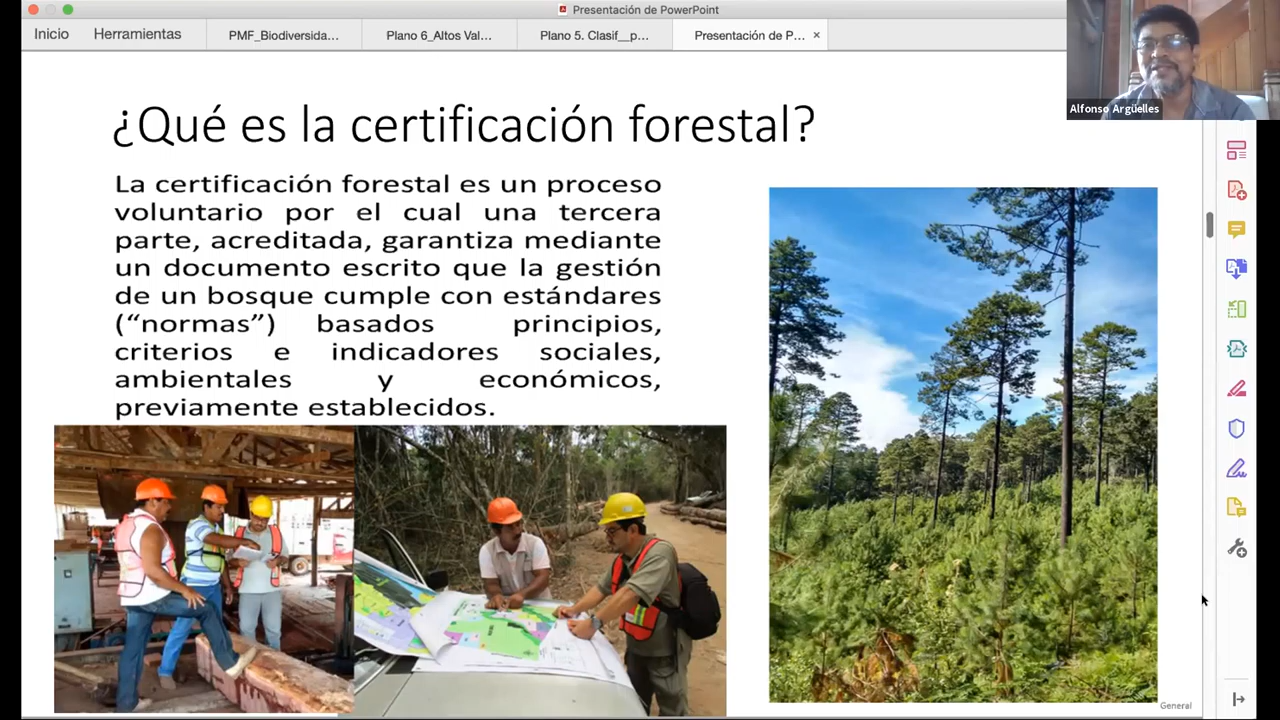 Presentación de PowerPoint
Inicio Herramientas PMF_Biodiversida... Plano 6_Altos Val... Plano 5. Clasif__p... Presentación de P... ×
Alfonso Argüelles
¿Qué es la certificación forestal?
La certificación forestal es un proceso
voluntario por el cual una tercera
parte, acreditada, garantiza mediante
un documento escrito que la gestión
de un bosque cumple con estándares
(“normas”) basados principios,
criterios e indicadores sociales,
ambientales y económicos,
previamente establecidos.
General